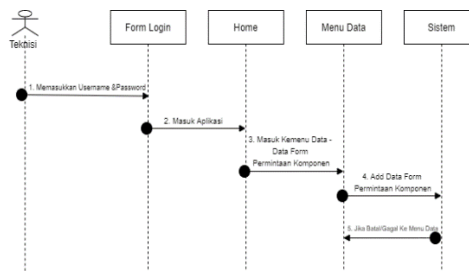 Teknisi
Form Login
Home
Menu Data
Sistem
1. Memasukkan Username &Password
2. Masuk Aplikasi
3. Masuk Kemenu Data -
Data Form
Permintaan Komponen
4. Add Data Form
Permintaan Komponen
5. Jika Batal/Gagal Ke Menu Data